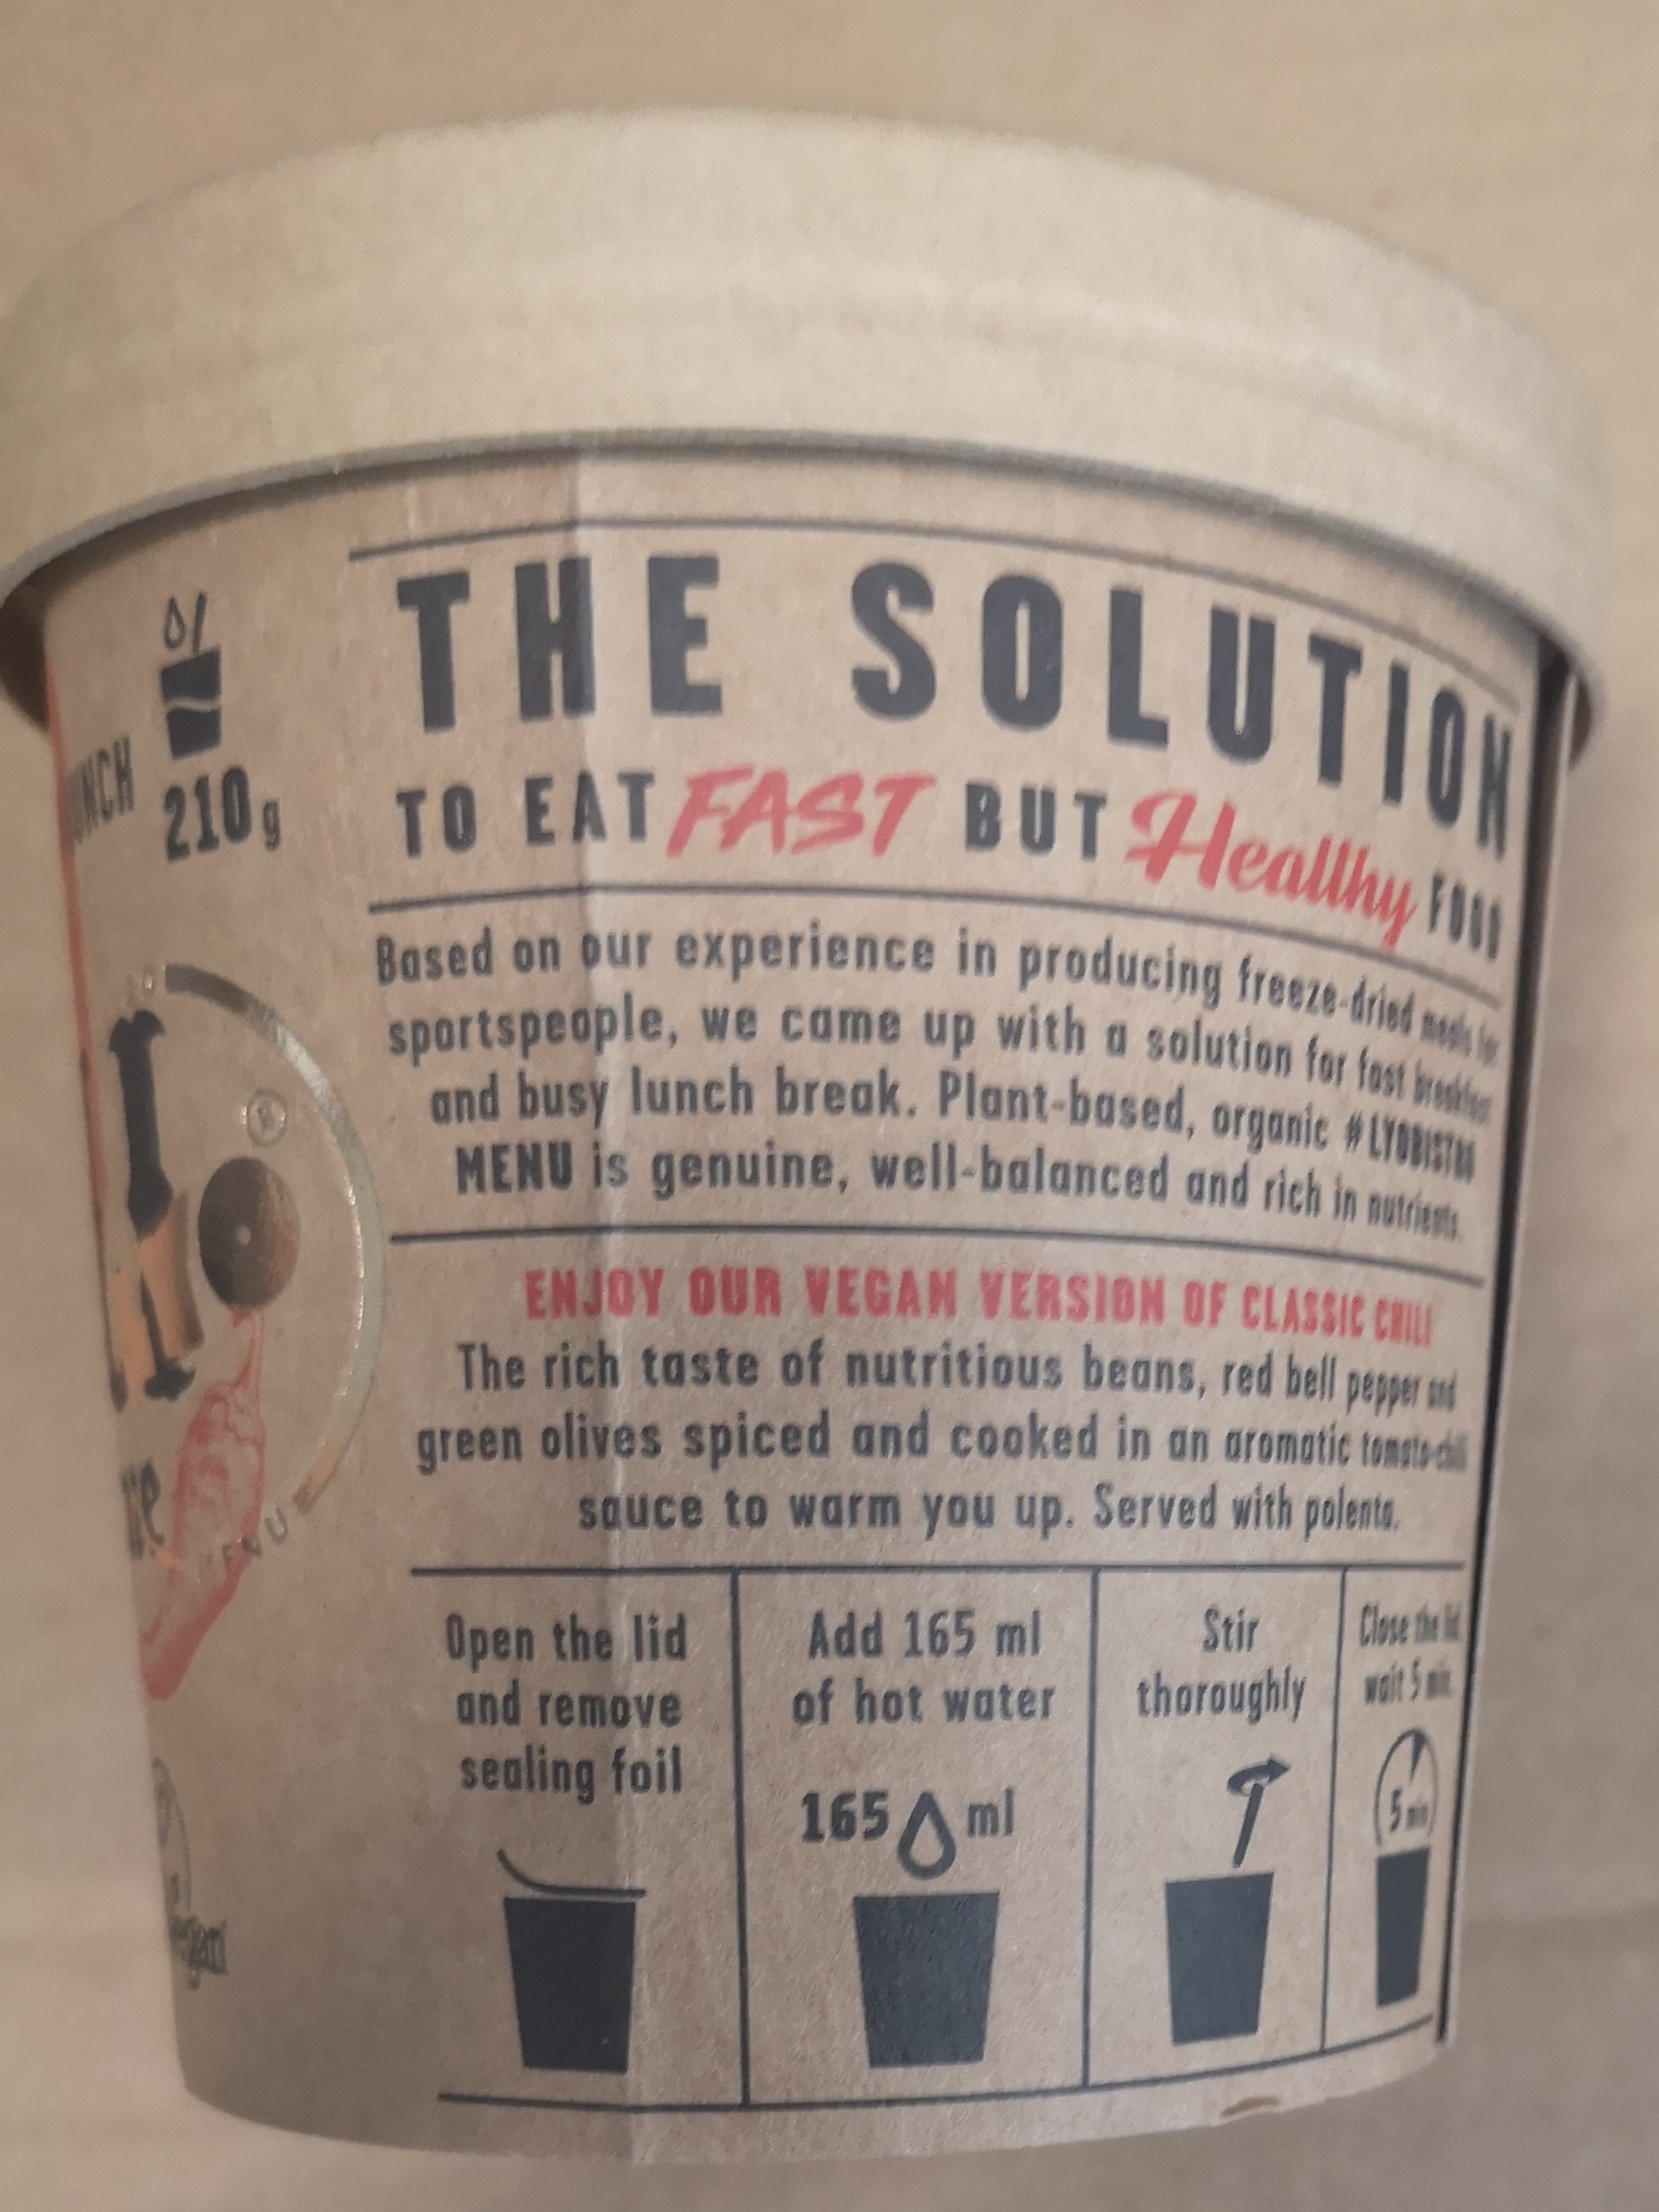 THE SOLUTION
TO EAT FAST BUT Healthy FOOD
Based on our experience in producing freeze-dried meals for
sportspeople, we came up with a solution for fast breakfast
and busy lunch break. Plant-based, organic #LYOBISTRO
MENU is genuine, well-balanced and rich in nutrients.
ENJOY OUR VEGAN VERSION OF CLASSIC CHILI
The rich taste of nutritious beans, red bell pepper and
green olives spiced and cooked in an aromatic tomato-chili
sauce to warm you up. Served with polenta.
Open the lid
and remove
sealing foil
Add 165 ml
of hot water
165 ml
Stir
thoroughly
Close the lid
wait 5 min.
5 min
210g
®